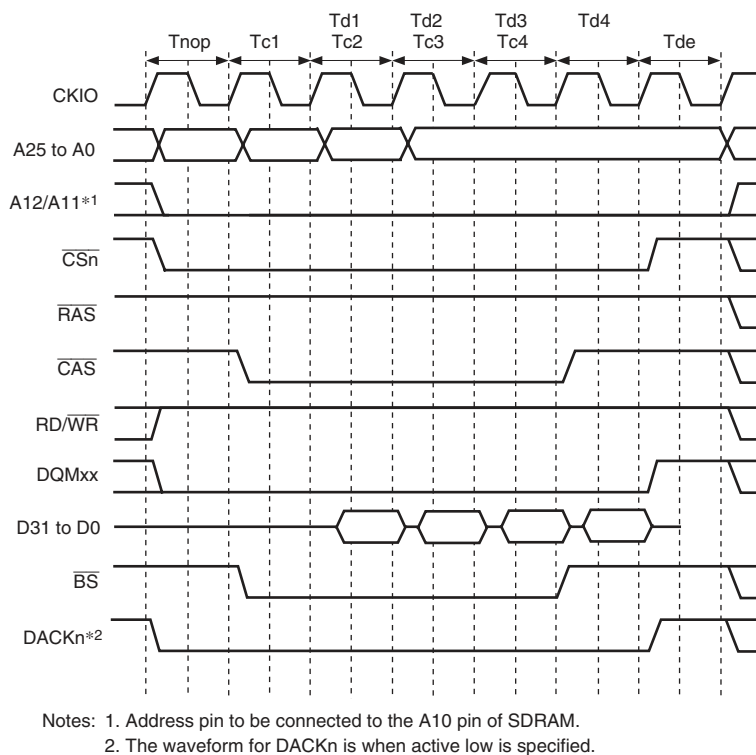 Td1 Td2 Td3 Td4
Tnop Tc1 Tc2 Tc3 Tc4 Tde
CKIO
A25 to A0
A12/A11*1
CSn
RAS
CAS
RD/WR
DQMxx
D31 to D0
BS
DACKn*2
Notes: 1. Address pin to be connected to the A10 pin of SDRAM.
2. The waveform for DACKn is when active low is specified.